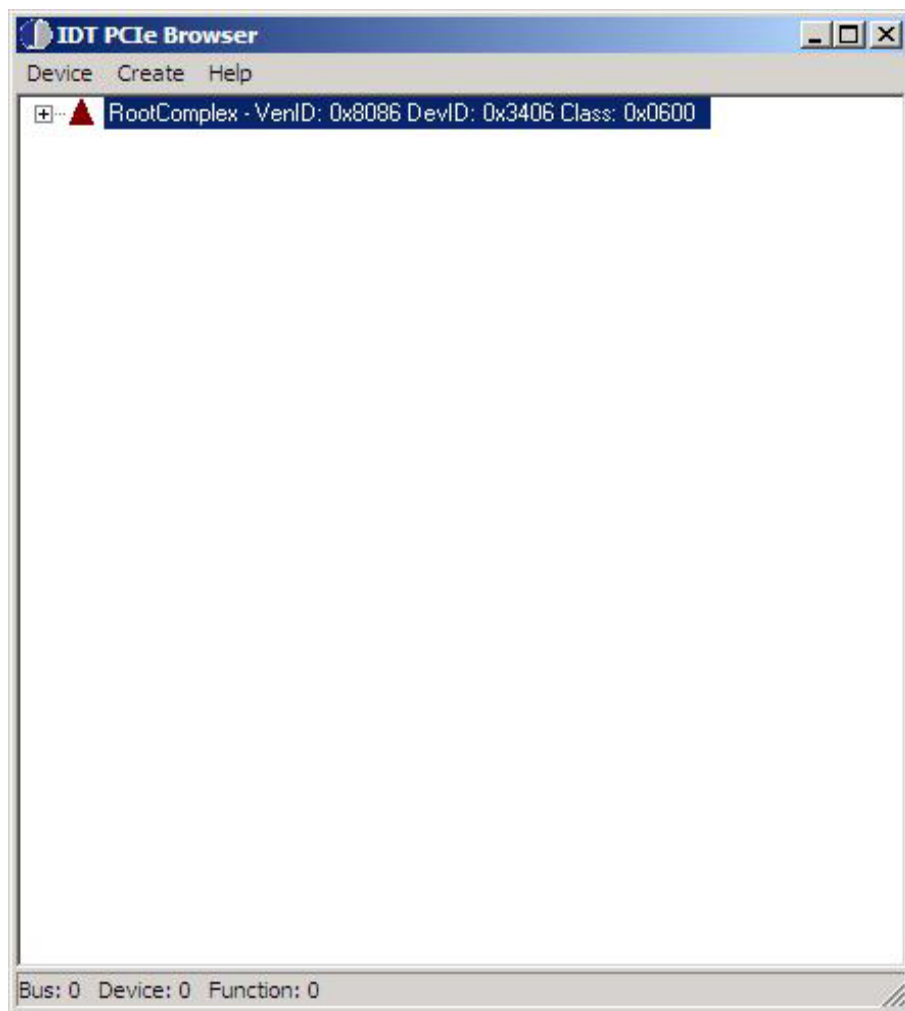 IDT PCIe Browser
Device Create Help
RootComplex - VenID: 0x8086 DevID: 0x3406 Class: 0x0600
Bus: 0 Device: 0 Function: 0